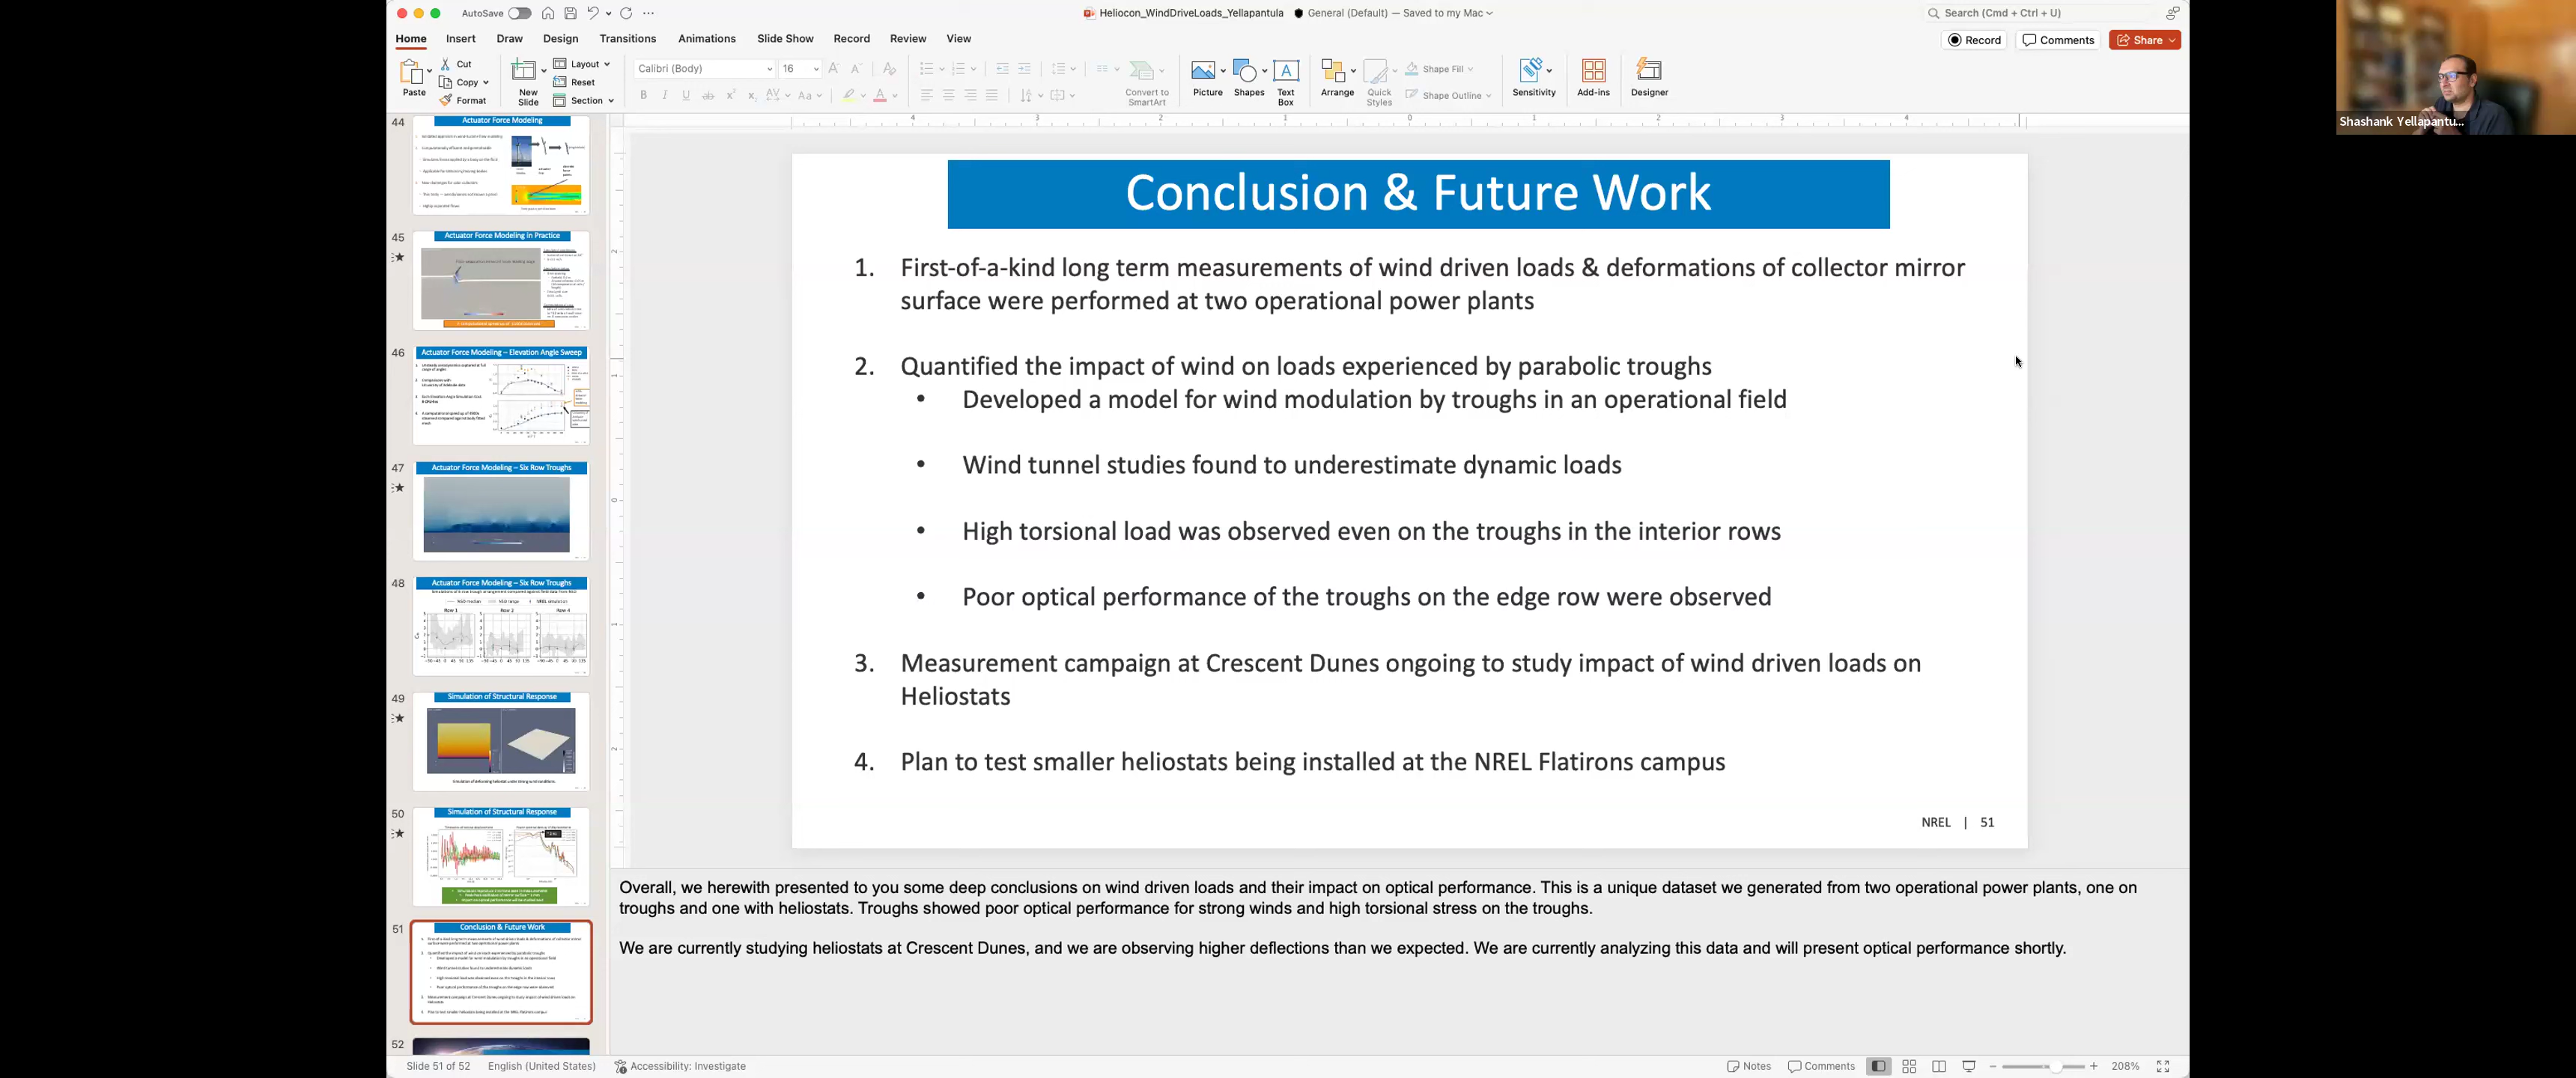 AutoSave
Heliocon_WindDriveLoads_Yellapantula
General (Default) — Saved to my Mac
Search (Cmd + Ctrl + U)
Home Insert Draw Design Transitions Animations Slide Show Record Review View
Record Comments Share
Paste Cut Copy Format
New Slide
Layout Reset Section
Calibri (Body) 16
Convert to SmartArt
Picture Shapes Text Box
Arrange Quick Styles
Shape Fill
Shape Outline
Sensitivity Add-ins Designer
Shashank Yellapantu...
44
Actuator Force Modeling
45
Actuator Force Modeling in Practice
46
Actuator Force Modeling – Elevation Angle Sweep
47
Actuator Force Modeling – Six Row Troughs
48
Actuator Force Modeling – Six Row Troughs
Row 1 Row 2 Row 4
49
Simulation of Structural Response
50
Simulation of Structural Response
51
Conclusion & Future Work
52
Conclusion & Future Work
1. First-of-a-kind long term measurements of wind driven loads & deformations of collector mirror
surface were performed at two operational power plants
2. Quantified the impact of wind on loads experienced by parabolic troughs
• Developed a model for wind modulation by troughs in an operational field
• Wind tunnel studies found to underestimate dynamic loads
• High torsional load was observed even on the troughs in the interior rows
• Poor optical performance of the troughs on the edge row were observed
3. Measurement campaign at Crescent Dunes ongoing to study impact of wind driven loads on
Heliostats
4. Plan to test smaller heliostats being installed at the NREL Flatirons campus
NREL | 51
Overall, we herewith presented to you some deep conclusions on wind driven loads and their impact on optical performance. This is a unique dataset we generated from two operational power plants, one on
troughs and one with heliostats. Troughs showed poor optical performance for strong winds and high torsional stress on the troughs.
We are currently studying heliostats at Crescent Dunes, and we are observing higher deflections than we expected. We are currently analyzing this data and will present optical performance shortly.
Slide 51 of 52 English (United States) Accessibility: Investigate
Notes Comments 208%